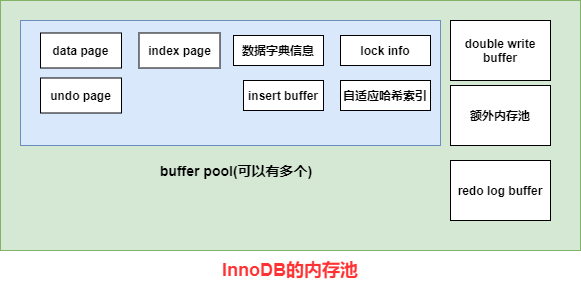 data page
index page
数据字典信息
lock info
double write
buffer
undo page
insert buffer
自适应哈希索引
额外内存池
buffer pool(可以有多个)
redo log buffer
InnoDB的内存池